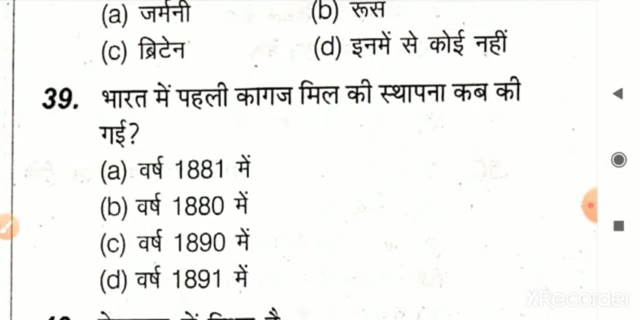 (a) जर्मनी (b) रूस
(c) ब्रिटेन (d) इनमें से कोई नहीं
39. भारत में पहली कागज मिल की स्थापना कब की
गई?
(a) वर्ष 1881 में
(b) वर्ष 1880 में
(c) वर्ष 1890 में
(d) वर्ष 1891 में
XRecorder